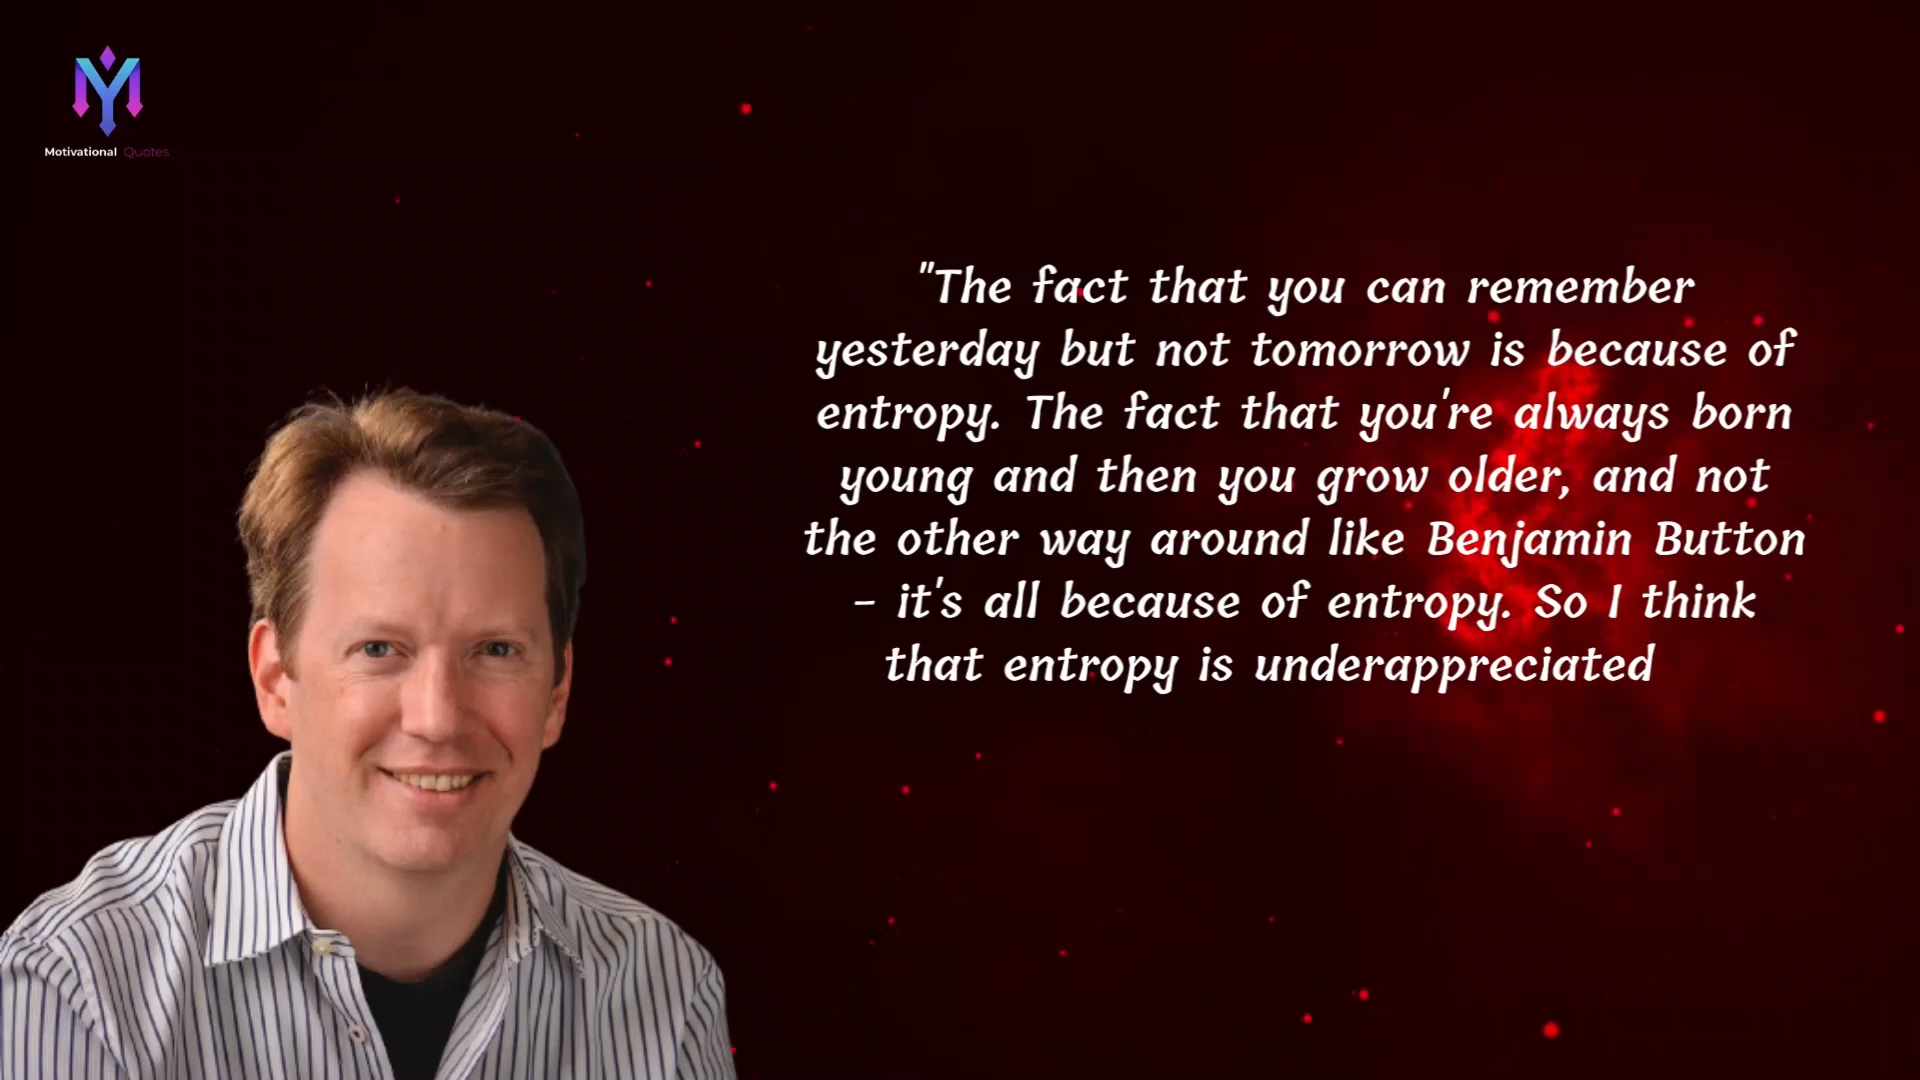 Motivational Quotes
"The fact that you can remember
yesterday but not tomorrow is because of
entropy. The fact that you're always born
young and then you grow older, and not
the other way around like Benjamin Button
- it's all because of entropy. So I think
that entropy is underappreciated